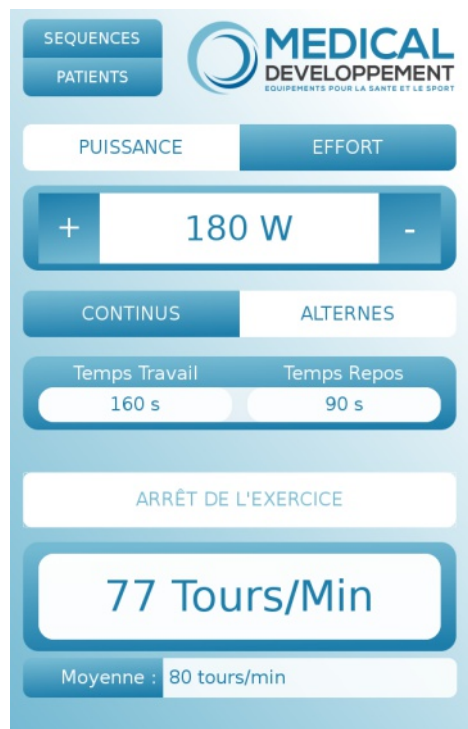 SEQUENCES
PATIENTS
MEDICAL
DEVELOPPEMENT
EQUIPEMENTS POUR LA SANTE ET LE SPORT
PUISSANCE EFFORT
+ 180 W -
CONTINUS ALTERNES
Temps Travail Temps Repos
160 s 90 s
ARRÊT DE L'EXERCICE
77 Tours/Min
Moyenne : 80 tours/min